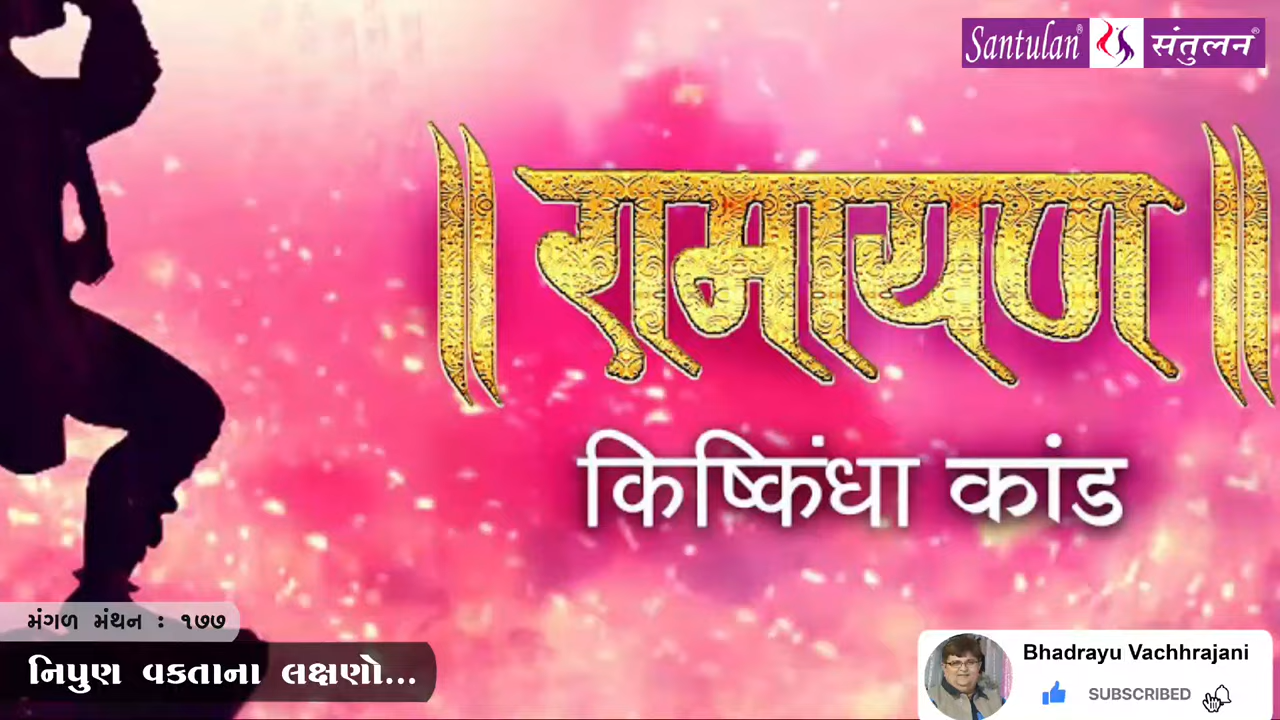 Santulan® संतुलन®
॥ रामायण ॥
किष्किंधा कांड
મંગળ મંથન : ૧૭૭
નિપુણ વકતાના લક્ષણો...
Bhadrayu Vachhrajani
SUBSCRIBED